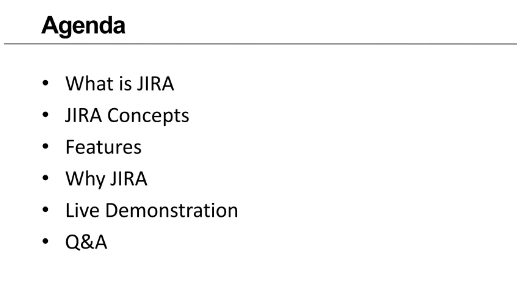 Agenda
• What is JIRA
• JIRA Concepts
• Features
• Why JIRA
• Live Demonstration
• Q&A